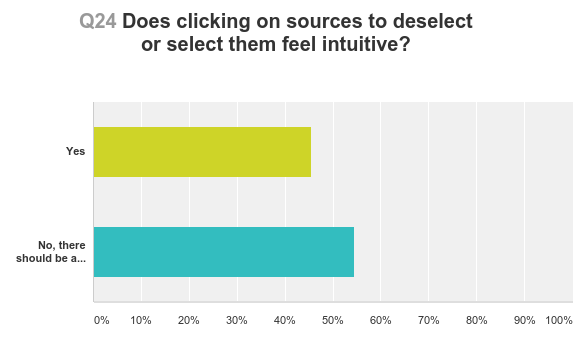 Q24 Does clicking on sources to deselect
or select them feel intuitive?
Yes
No, there
should be a...
0% 10% 20% 30% 40% 50% 60% 70% 80% 90% 100%